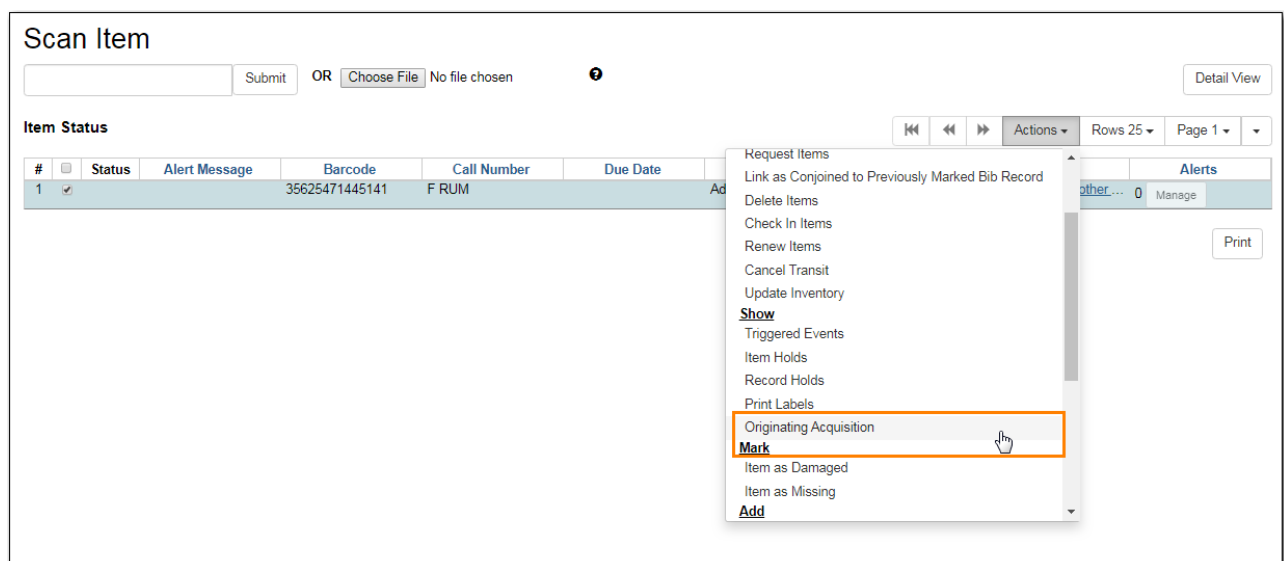 Scan Item
Submit OR Choose File No file chosen Detail View
Item Status Actions Rows 25 Page 1
# Status Alert Message Barcode Call Number Due Date Alerts
1 35625471445141 F RUM Ad other ... 0 Manage
Print
Request Items
Link as Conjoined to Previously Marked Bib Record
Delete Items
Check In Items
Renew Items
Cancel Transit
Update Inventory
Show
Triggered Events
Item Holds
Record Holds
Print Labels
Originating Acquisition
Mark
Item as Damaged
Item as Missing
Add